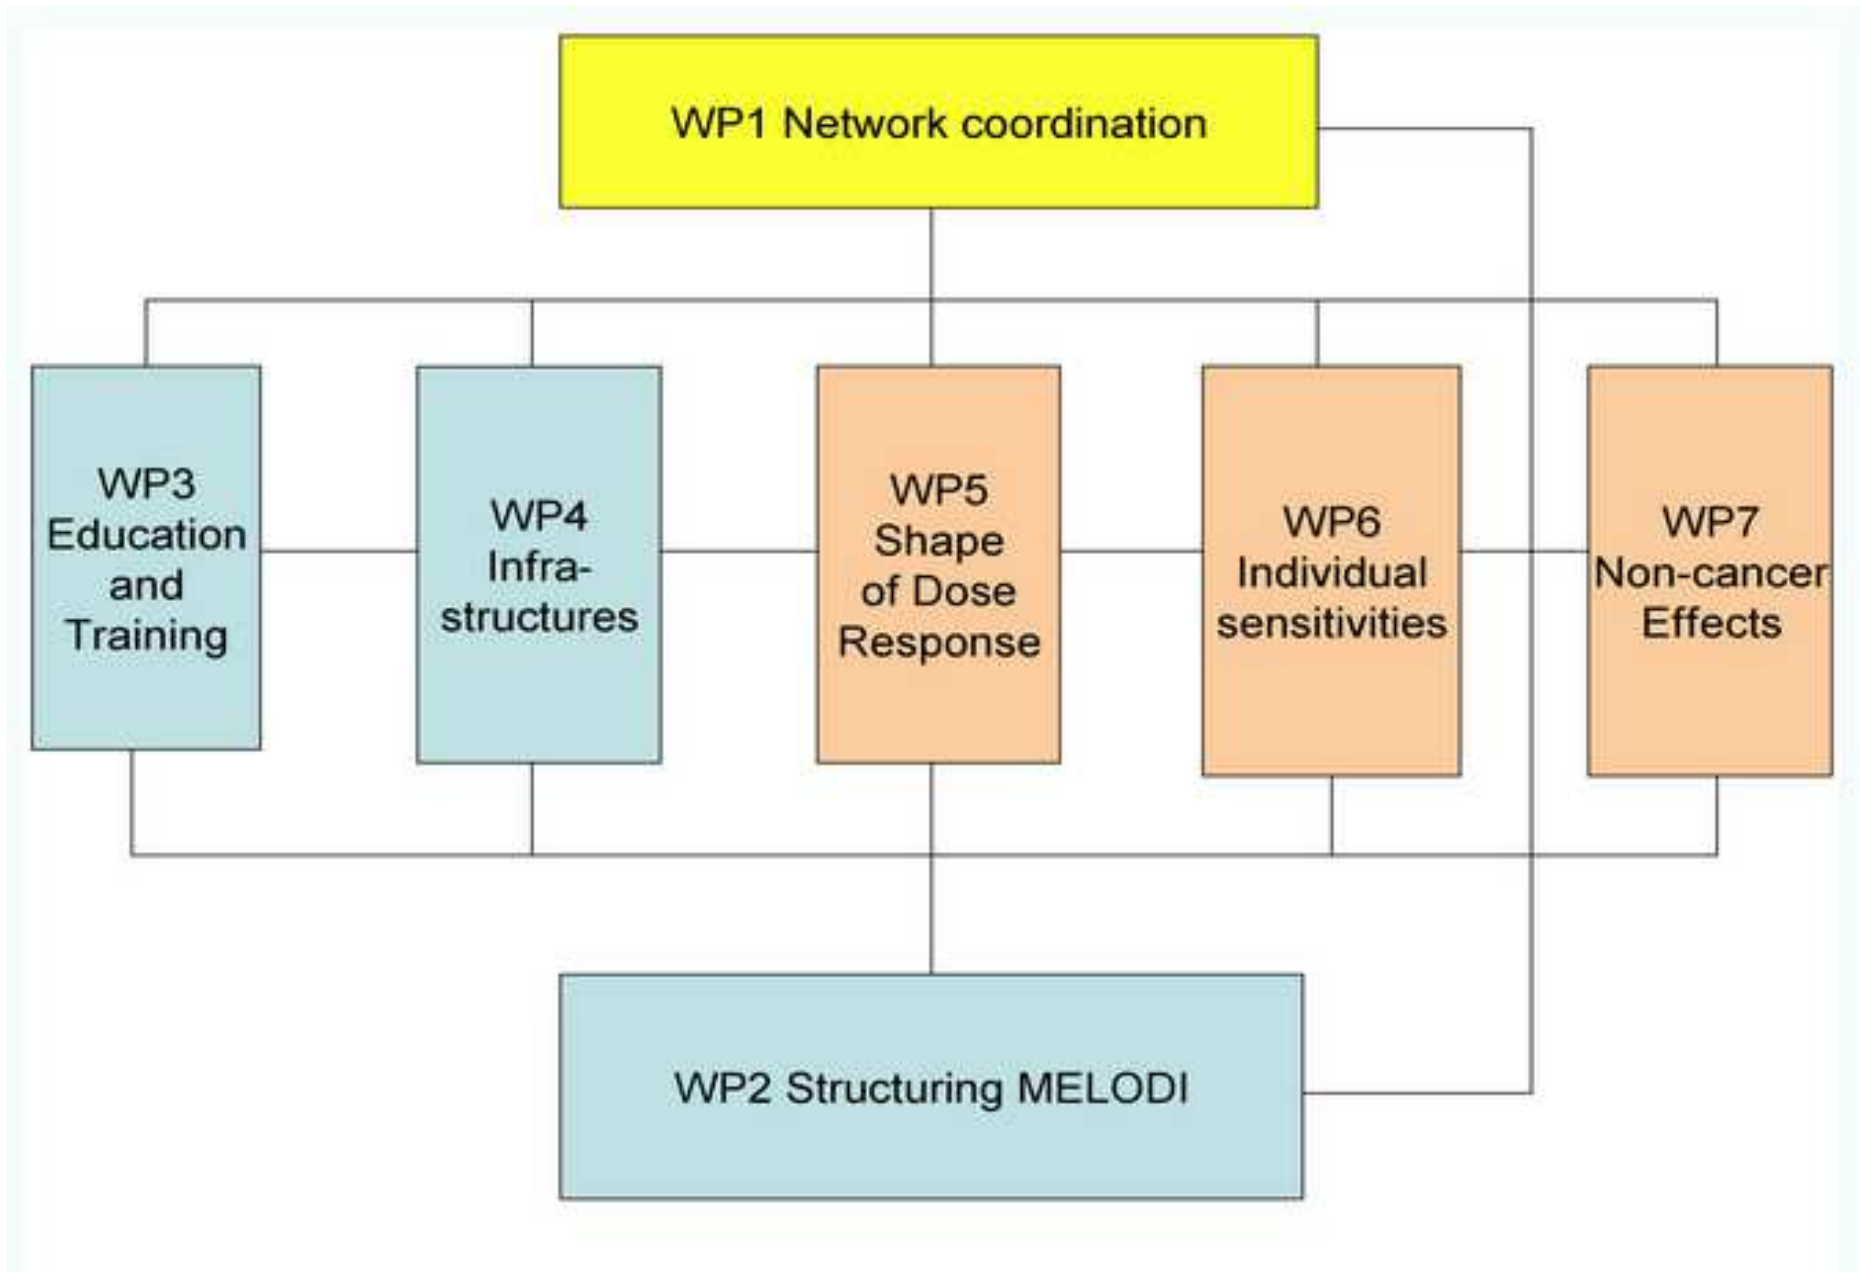 WP1 Network coordination
WP3
Education
and
Training
WP4
Infra-
structures
WP5
Shape
of Dose
Response
WP6
Individual
sensitivities
WP7
Non-cancer
Effects
WP2 Structuring MELODI